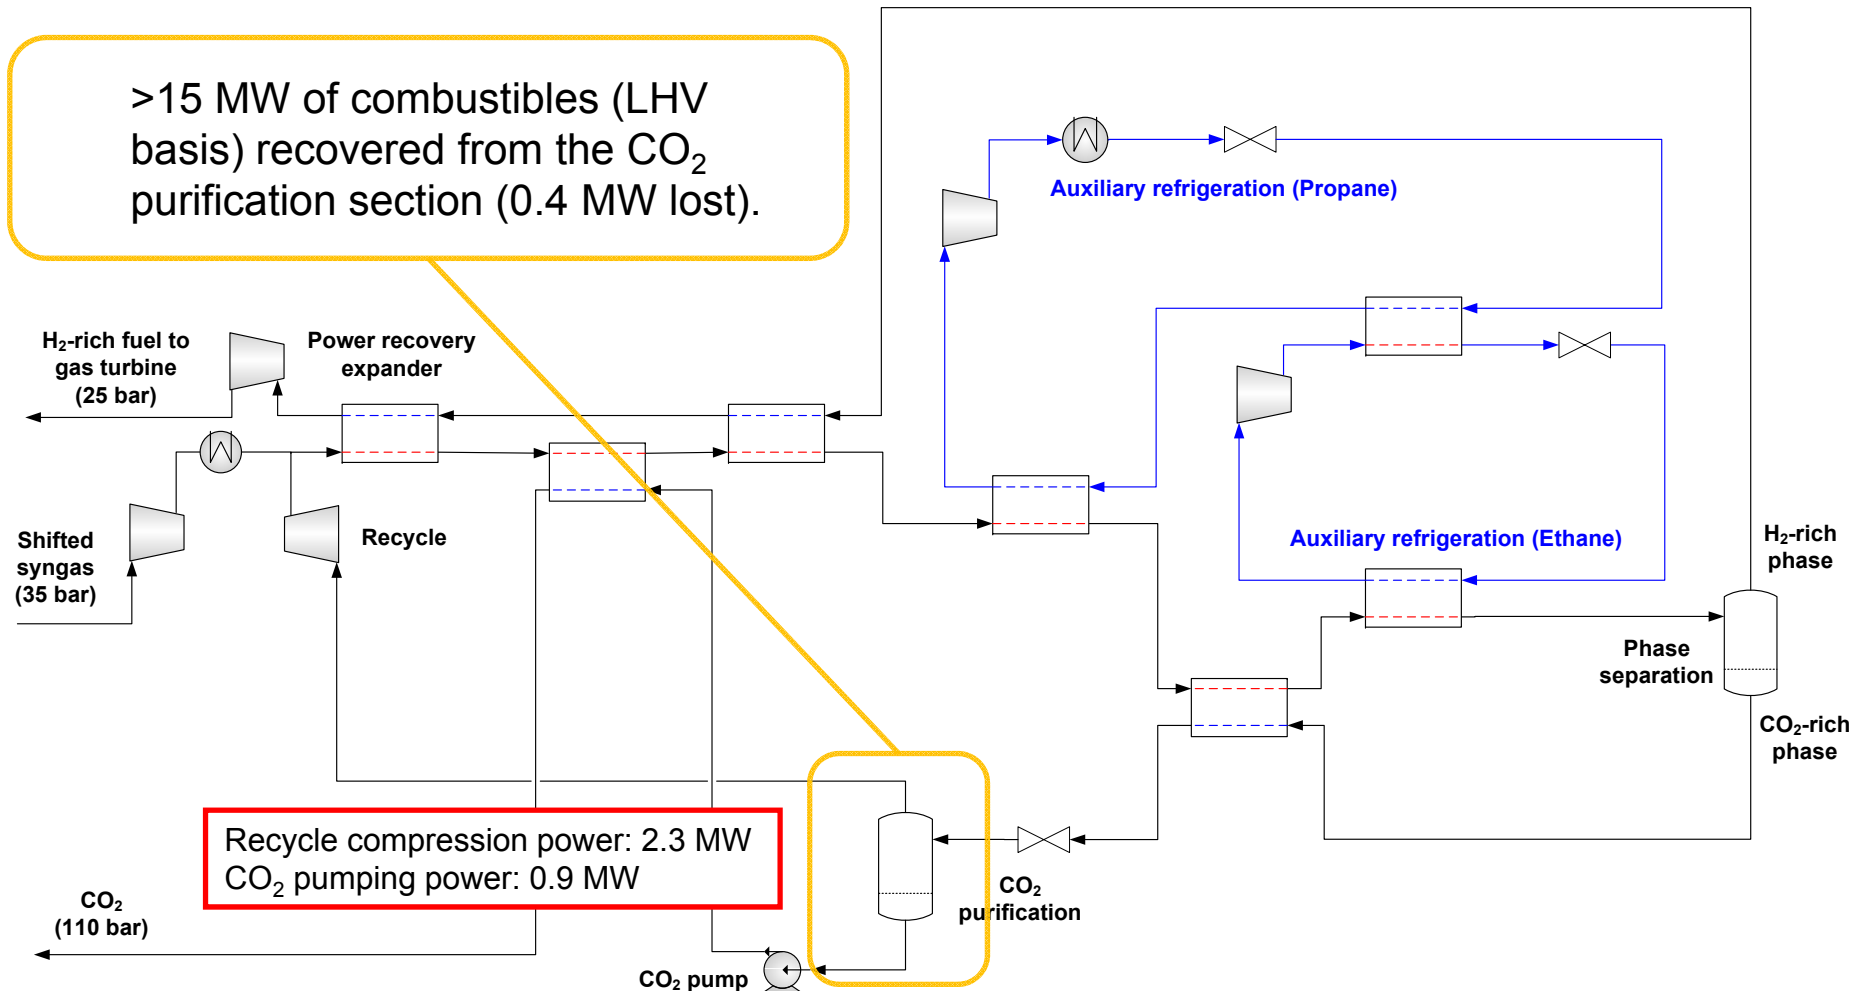 >15 MW of combustibles (LHV
basis) recovered from the CO₂
purification section (0.4 MW lost).
Auxiliary refrigeration (Propane)
H₂-rich fuel to
gas turbine
(25 bar)
Power recovery
expander
Shifted
syngas
(35 bar)
Recycle
Auxiliary refrigeration (Ethane)
H₂-rich
phase
Phase
separation
CO₂-rich
phase
Recycle compression power: 2.3 MW
CO₂ pumping power: 0.9 MW
CO₂
purification
CO₂
(110 bar)
CO₂ pump